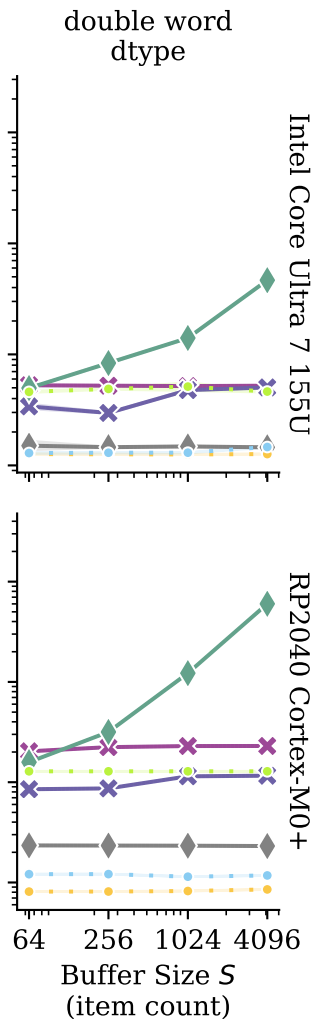 double word
dtype
Intel Core Ultra 7 155U
RP2040 Cortex-M0+
64 256 1024 4096
Buffer Size S
(item count)